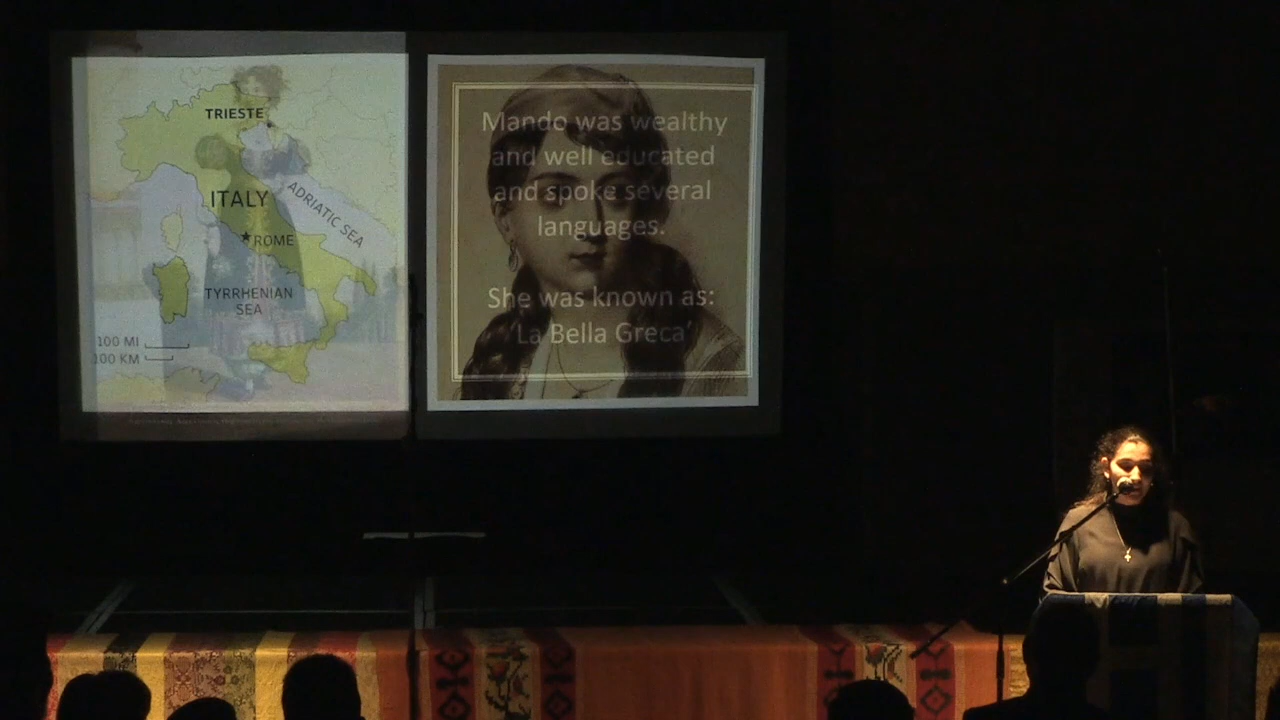 TRIESTE
ITALY
ADRIATIC SEA
ROME
TYRRHENIAN
SEA
100 MI
100 KM
Mando was wealthy
and well educated
and spoke several
languages.
She was known as:
'La Bella Greca'